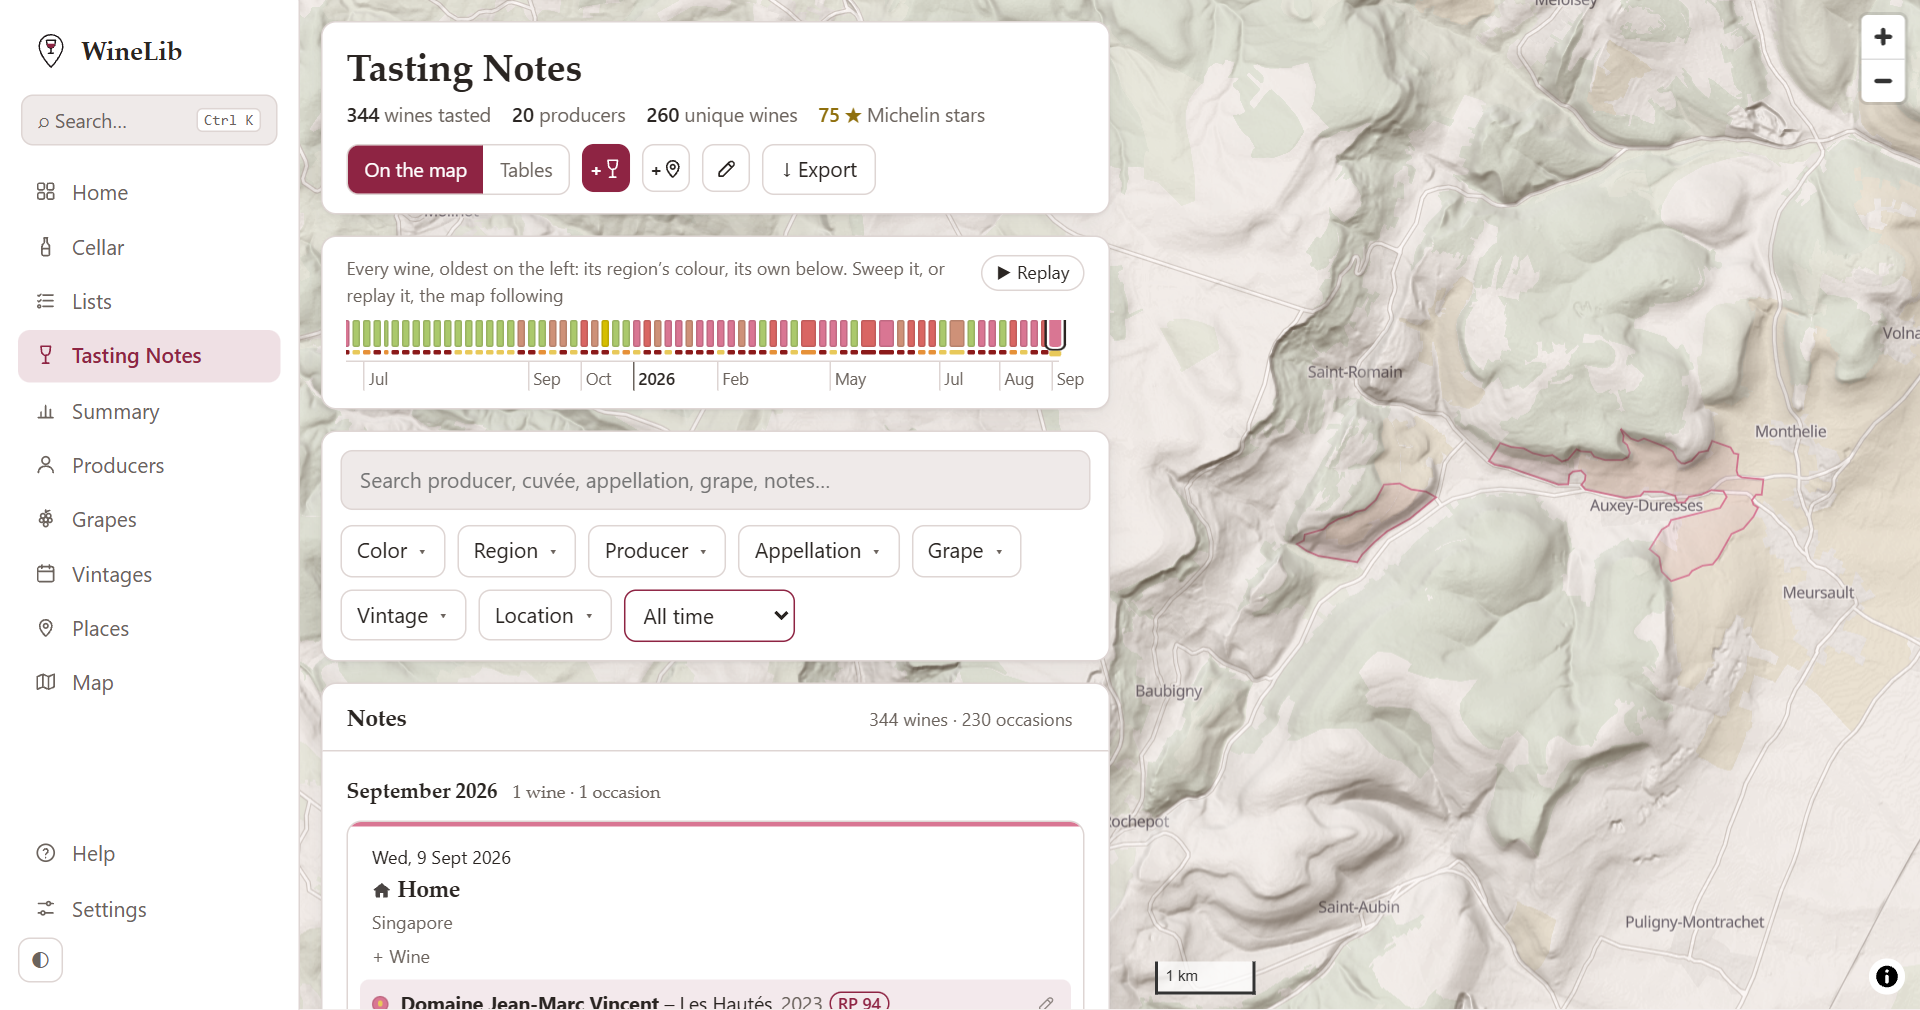 WineLib
Search...
Ctrl K
Home
Cellar
Lists
Tasting Notes
Summary
Producers
Grapes
Vintages
Places
Map
Help
Settings
Tasting Notes
344 wines tasted 20 producers 260 unique wines 75 ★ Michelin stars
On the map Tables + + ↓ Export
Every wine, oldest on the left: its region's colour, its own below. Sweep it, or
replay it, the map following
▶ Replay
Jul Sep Oct 2026 Feb May Jul Aug Sep
Search producer, cuvée, appellation, grape, notes...
Color Region Producer Appellation Grape
Vintage Location All time
Notes
344 wines · 230 occasions
September 2026 1 wine · 1 occasion
Wed, 9 Sept 2026
Home
Singapore
+ Wine
Domaine Jean-Marc Vincent – Les Hautés 2023 RP 94
Saint-Romain
Monthelie
Auxey-Duresses
Meursault
Baubigny
Saint-Aubin
Puligny-Montrachet
1 km